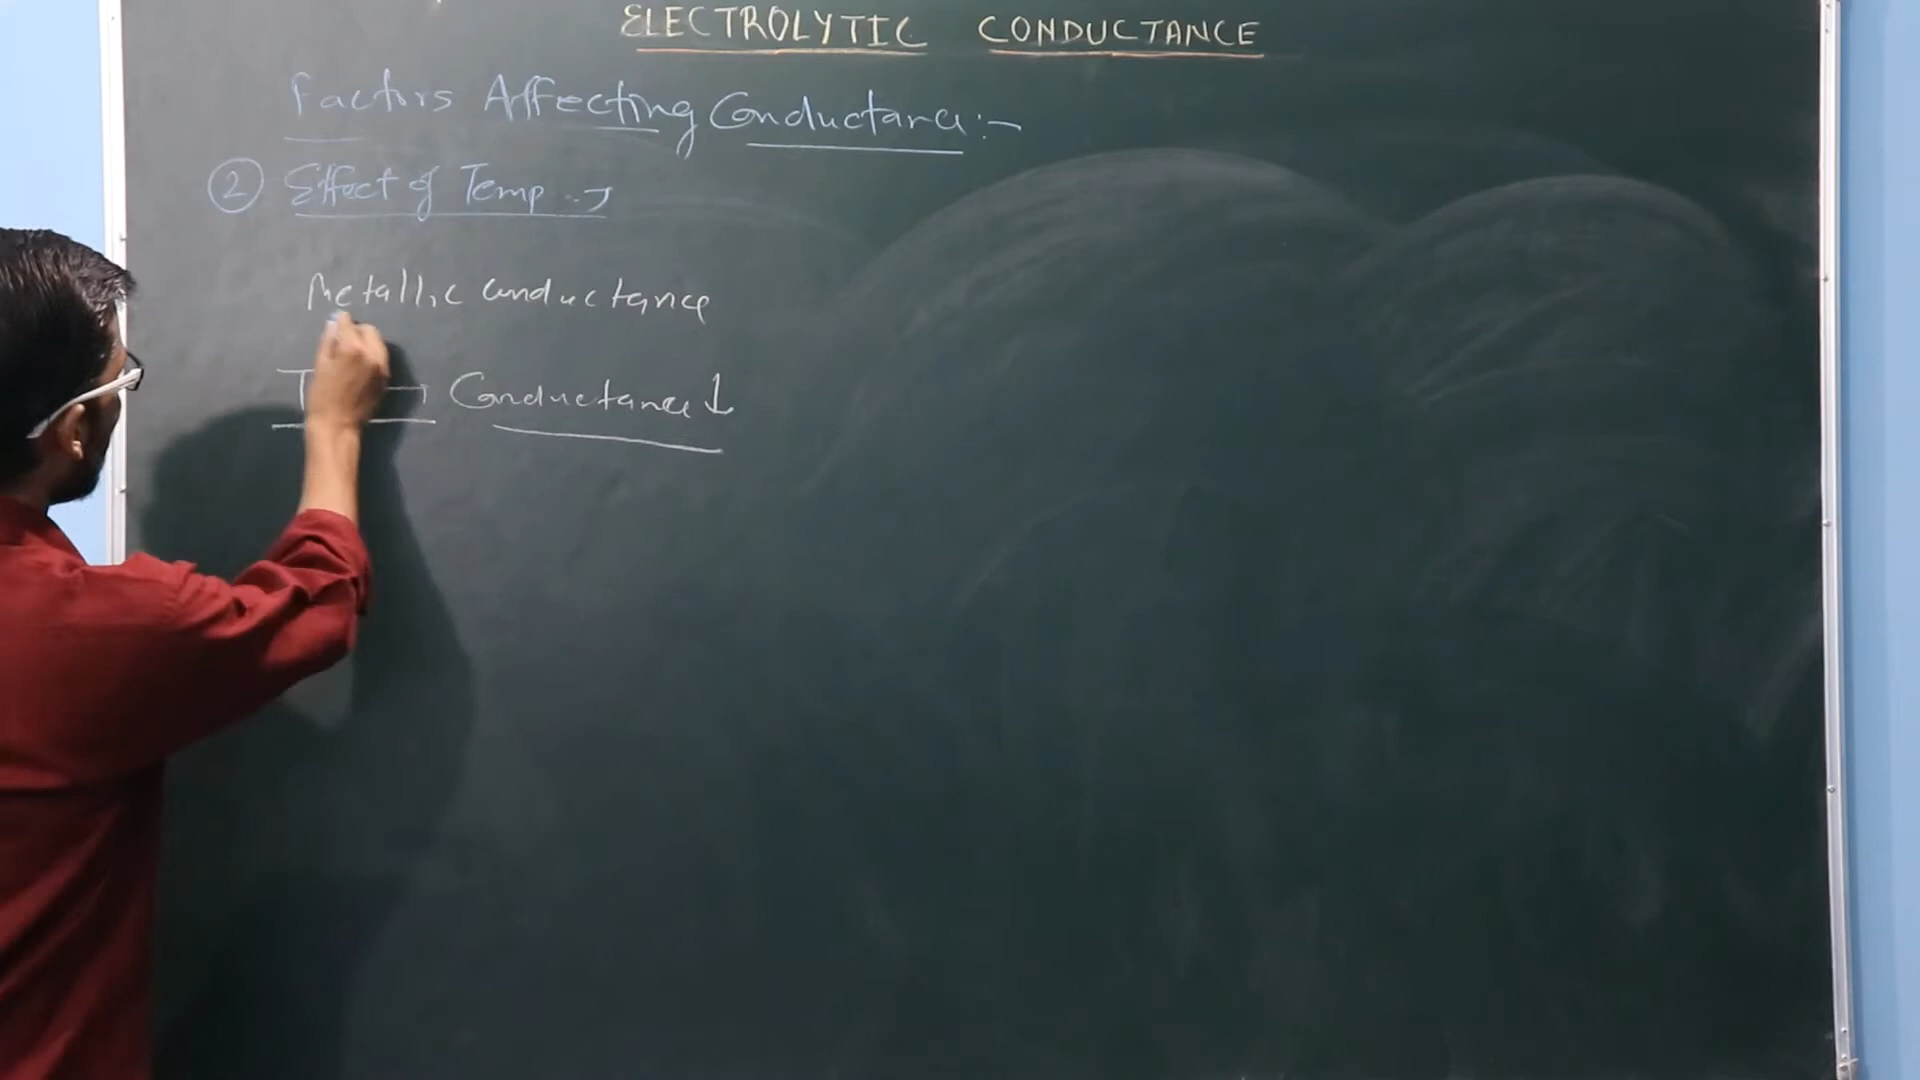 ELECTROLYTIC CONDUCTANCE
Factors Affecting Conductance :-
② Effect of Temp. →
Metallic conductance
Conductance ↓